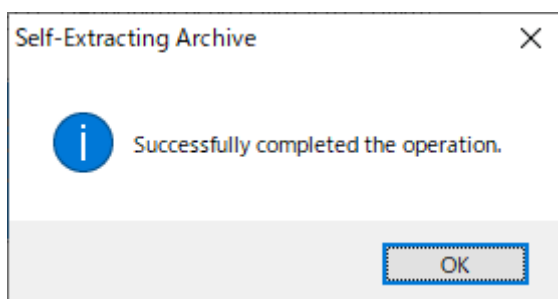 Self-Extracting Archive
Successfully completed the operation.
OK